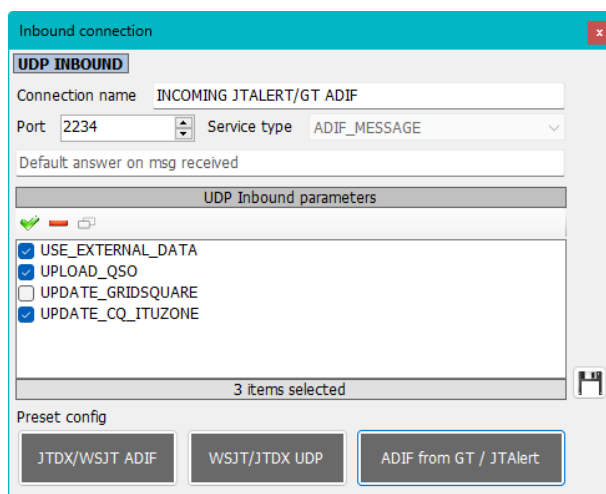 Inbound connection
x
UDP INBOUND
Connection name INCOMING JTALERT/GT ADIF
Port 2234 Service type ADIF_MESSAGE
Default answer on msg received
UDP Inbound parameters
USE_EXTERNAL_DATA
UPLOAD_QSO
UPDATE_GRIDSQUARE
UPDATE_CQ_ITUZONE
3 items selected
Preset config
JTDX/WSJT ADIF WSJT/JTDX UDP ADIF from GT / JTAlert